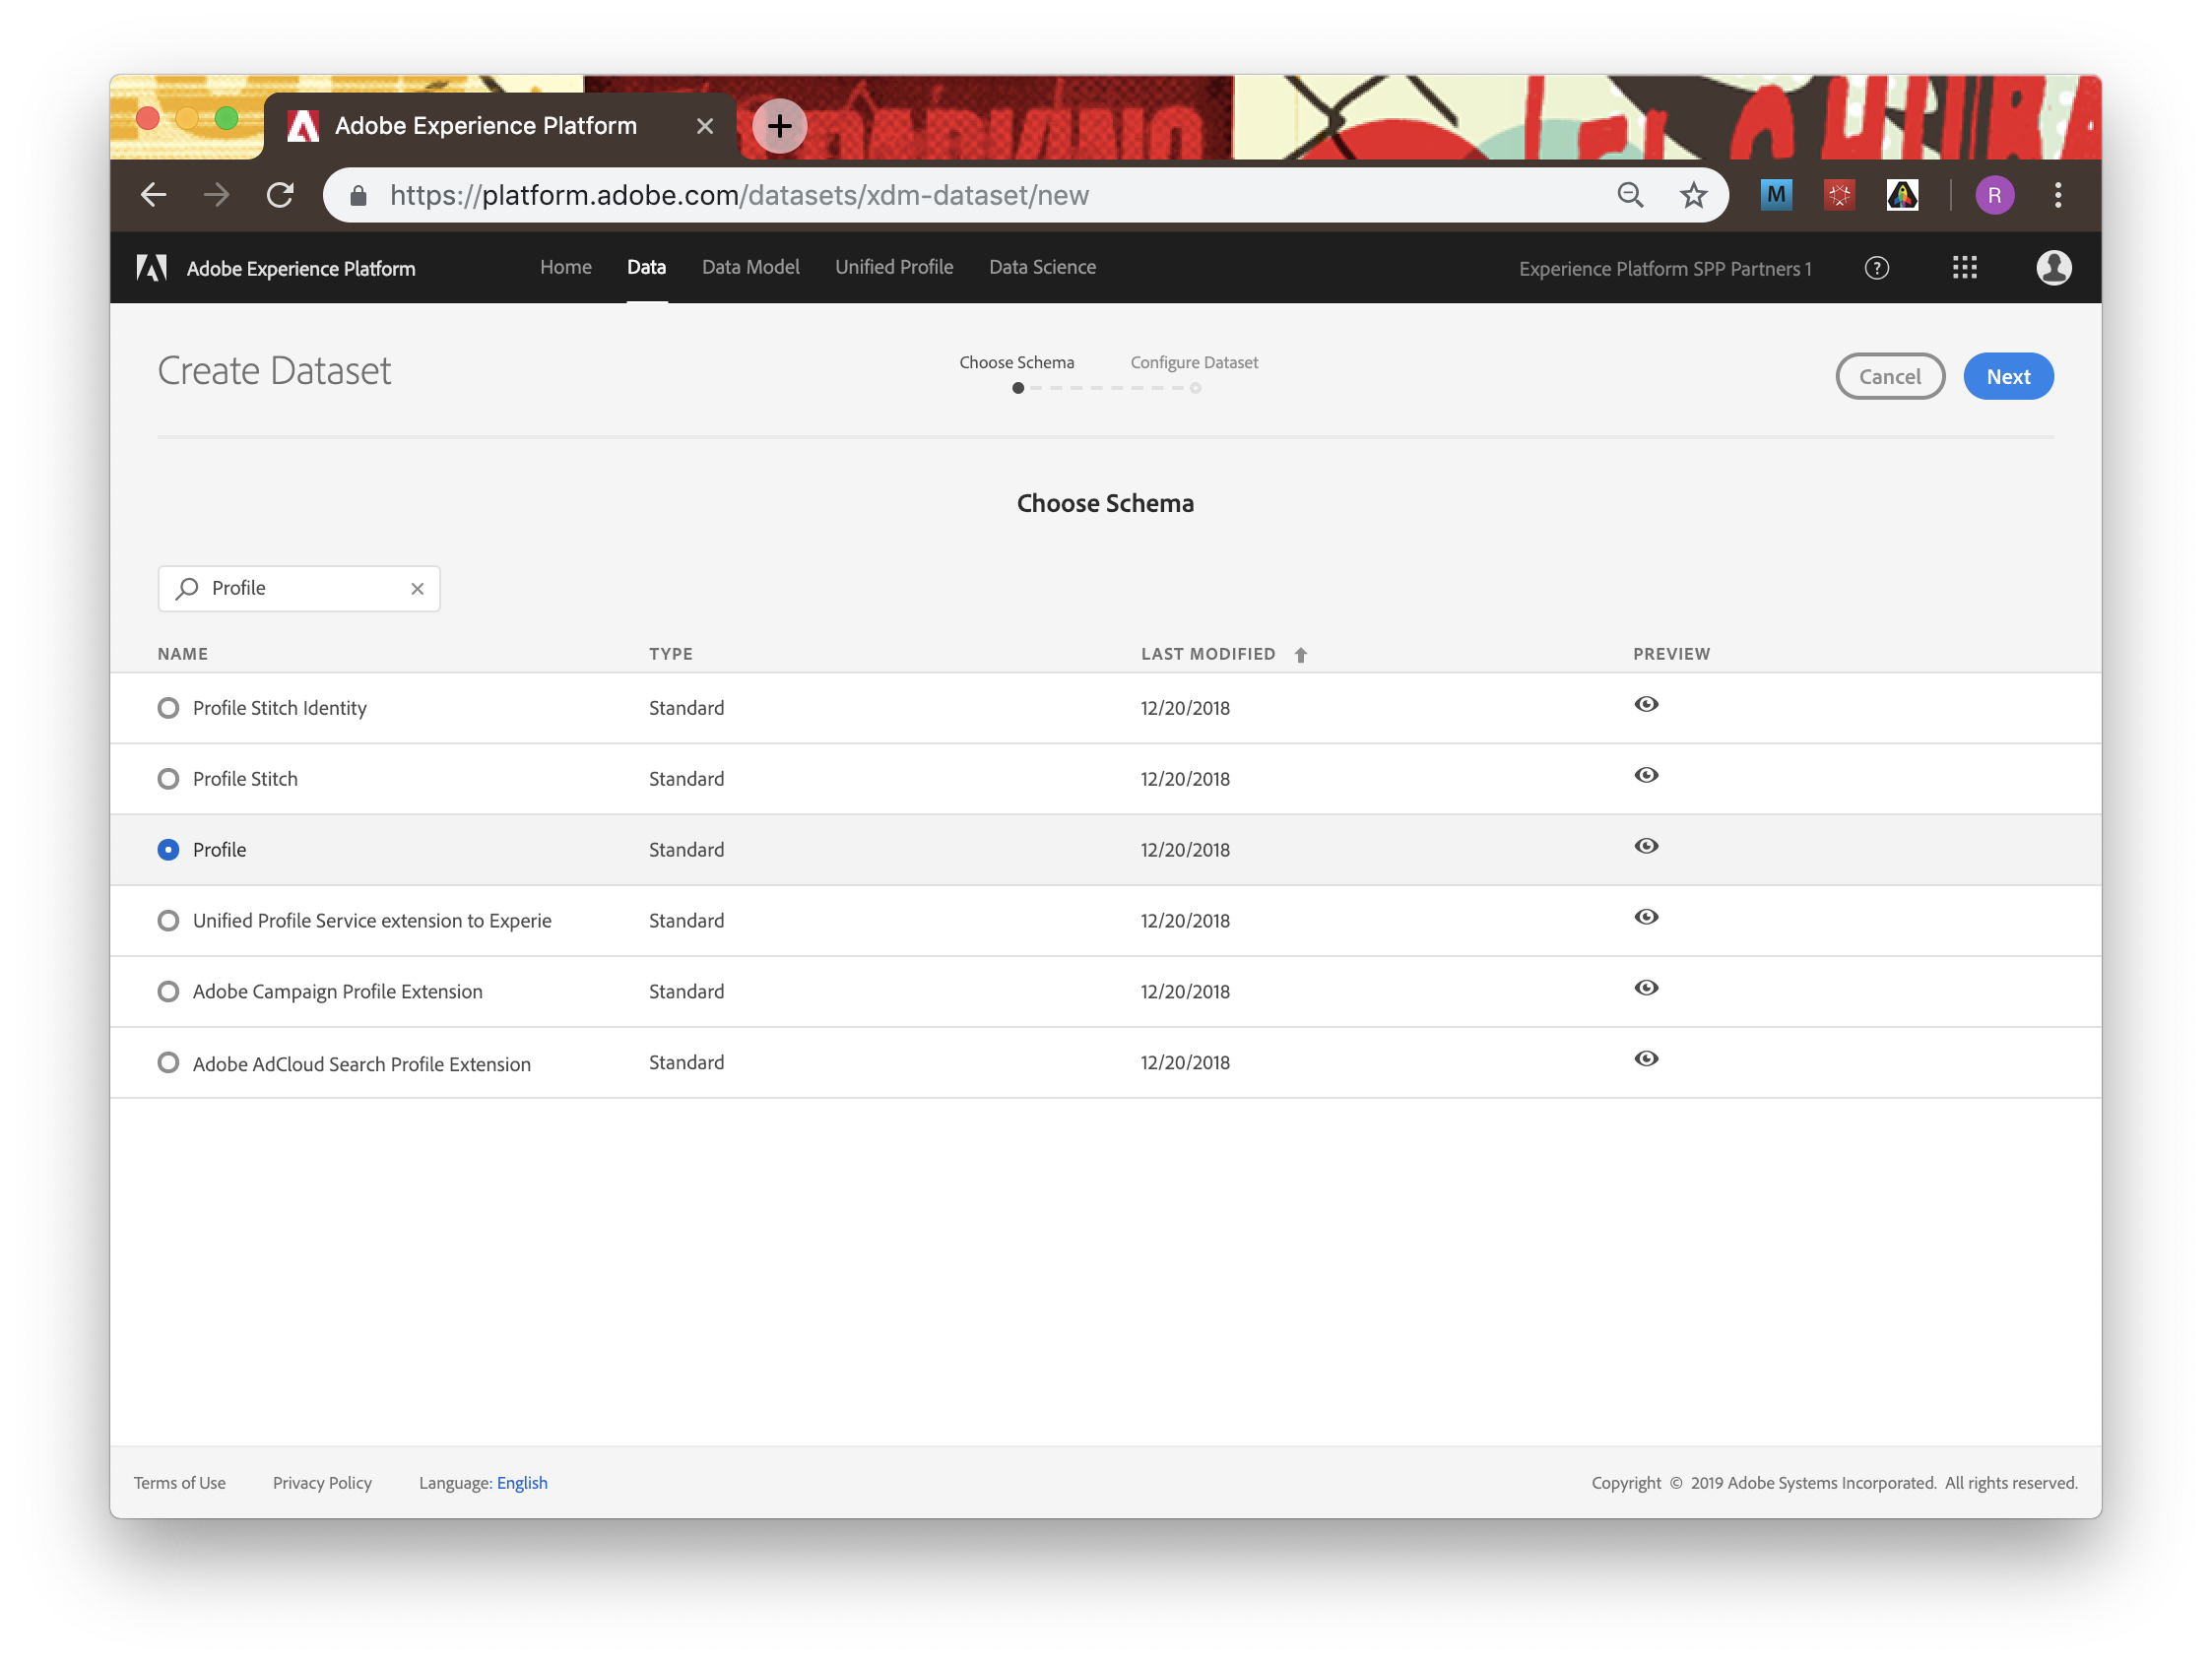 Adobe Experience Platform
https://platform.adobe.com/datasets/xdm-dataset/new
M
R
Adobe Experience Platform
Home Data Data Model Unified Profile Data Science
Experience Platform SPP Partners 1
Create Dataset
Choose Schema Configure Dataset
Cancel Next
Choose Schema
Profile
NAME TYPE LAST MODIFIED PREVIEW
Profile Stitch Identity Standard 12/20/2018
Profile Stitch Standard 12/20/2018
Profile Standard 12/20/2018
Unified Profile Service extension to Experie Standard 12/20/2018
Adobe Campaign Profile Extension Standard 12/20/2018
Adobe AdCloud Search Profile Extension Standard 12/20/2018
Terms of Use Privacy Policy Language: English
Copyright © 2019 Adobe Systems Incorporated. All rights reserved.